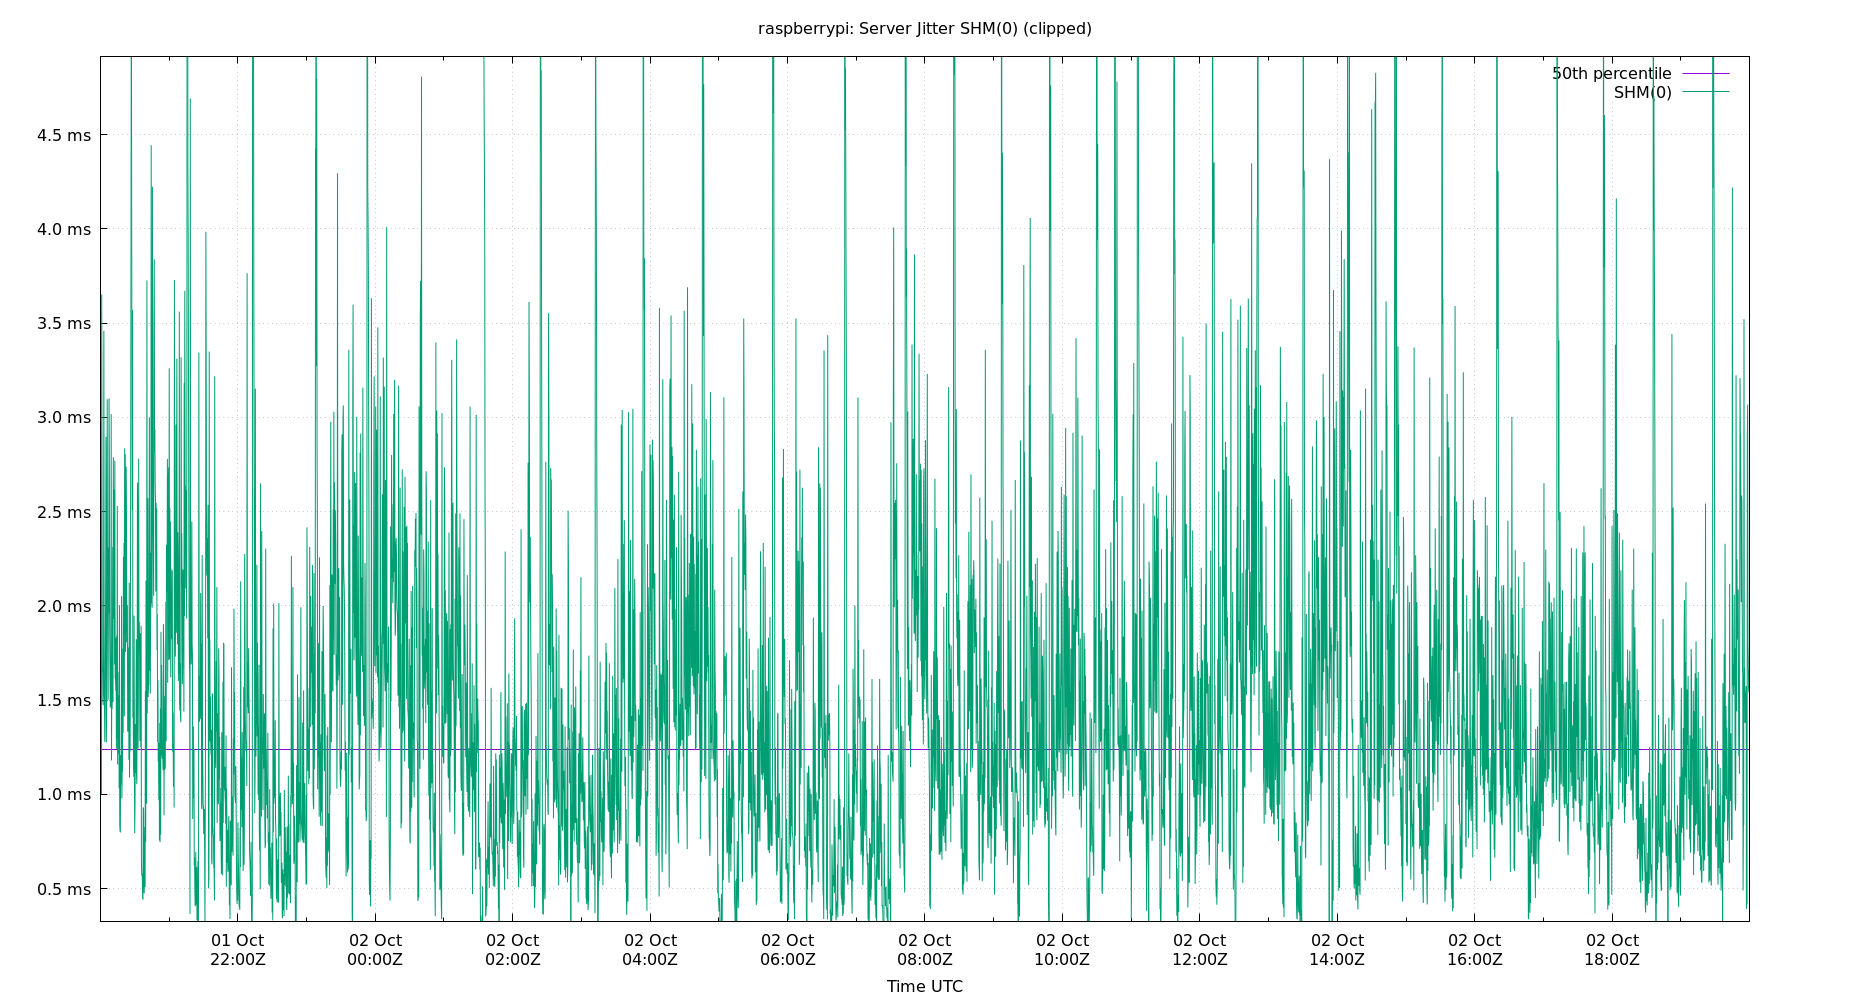 raspberrypi: Server Jitter SHM(0) (clipped)
50th percentile
SHM(0)
4.5 ms
4.0 ms
3.5 ms
3.0 ms
2.5 ms
2.0 ms
1.5 ms
1.0 ms
0.5 ms
01 Oct 02 Oct 02 Oct 02 Oct 02 Oct 02 Oct 02 Oct 02 Oct 02 Oct 02 Oct 02 Oct
22:00Z 00:00Z 02:00Z 04:00Z 06:00Z 08:00Z 10:00Z 12:00Z 14:00Z 16:00Z 18:00Z
Time UTC